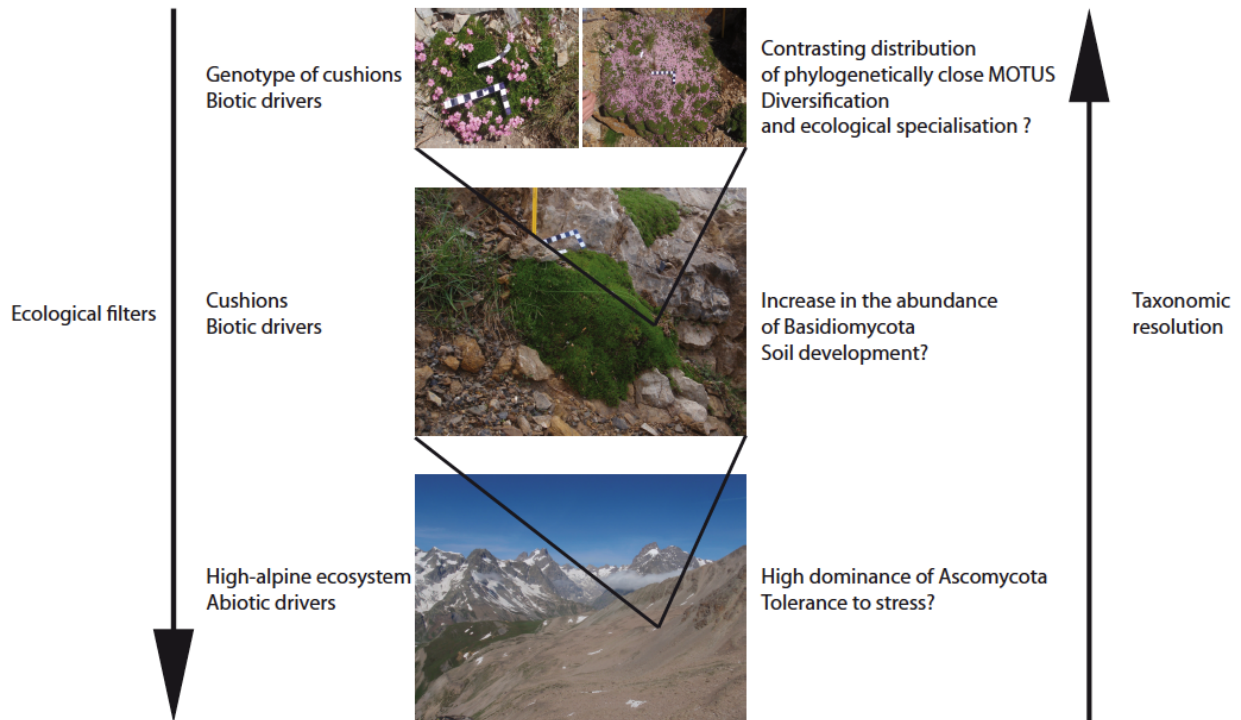 Genotype of cushions
Biotic drivers
Contrasting distribution
of phylogenetically close MOTUS
Diversification
and ecological specialisation ?
Ecological filters
Cushions
Biotic drivers
Increase in the abundance
of Basidiomycota
Soil development?
Taxonomic
resolution
High-alpine ecosystem
Abiotic drivers
High dominance of Ascomycota
Tolerance to stress?